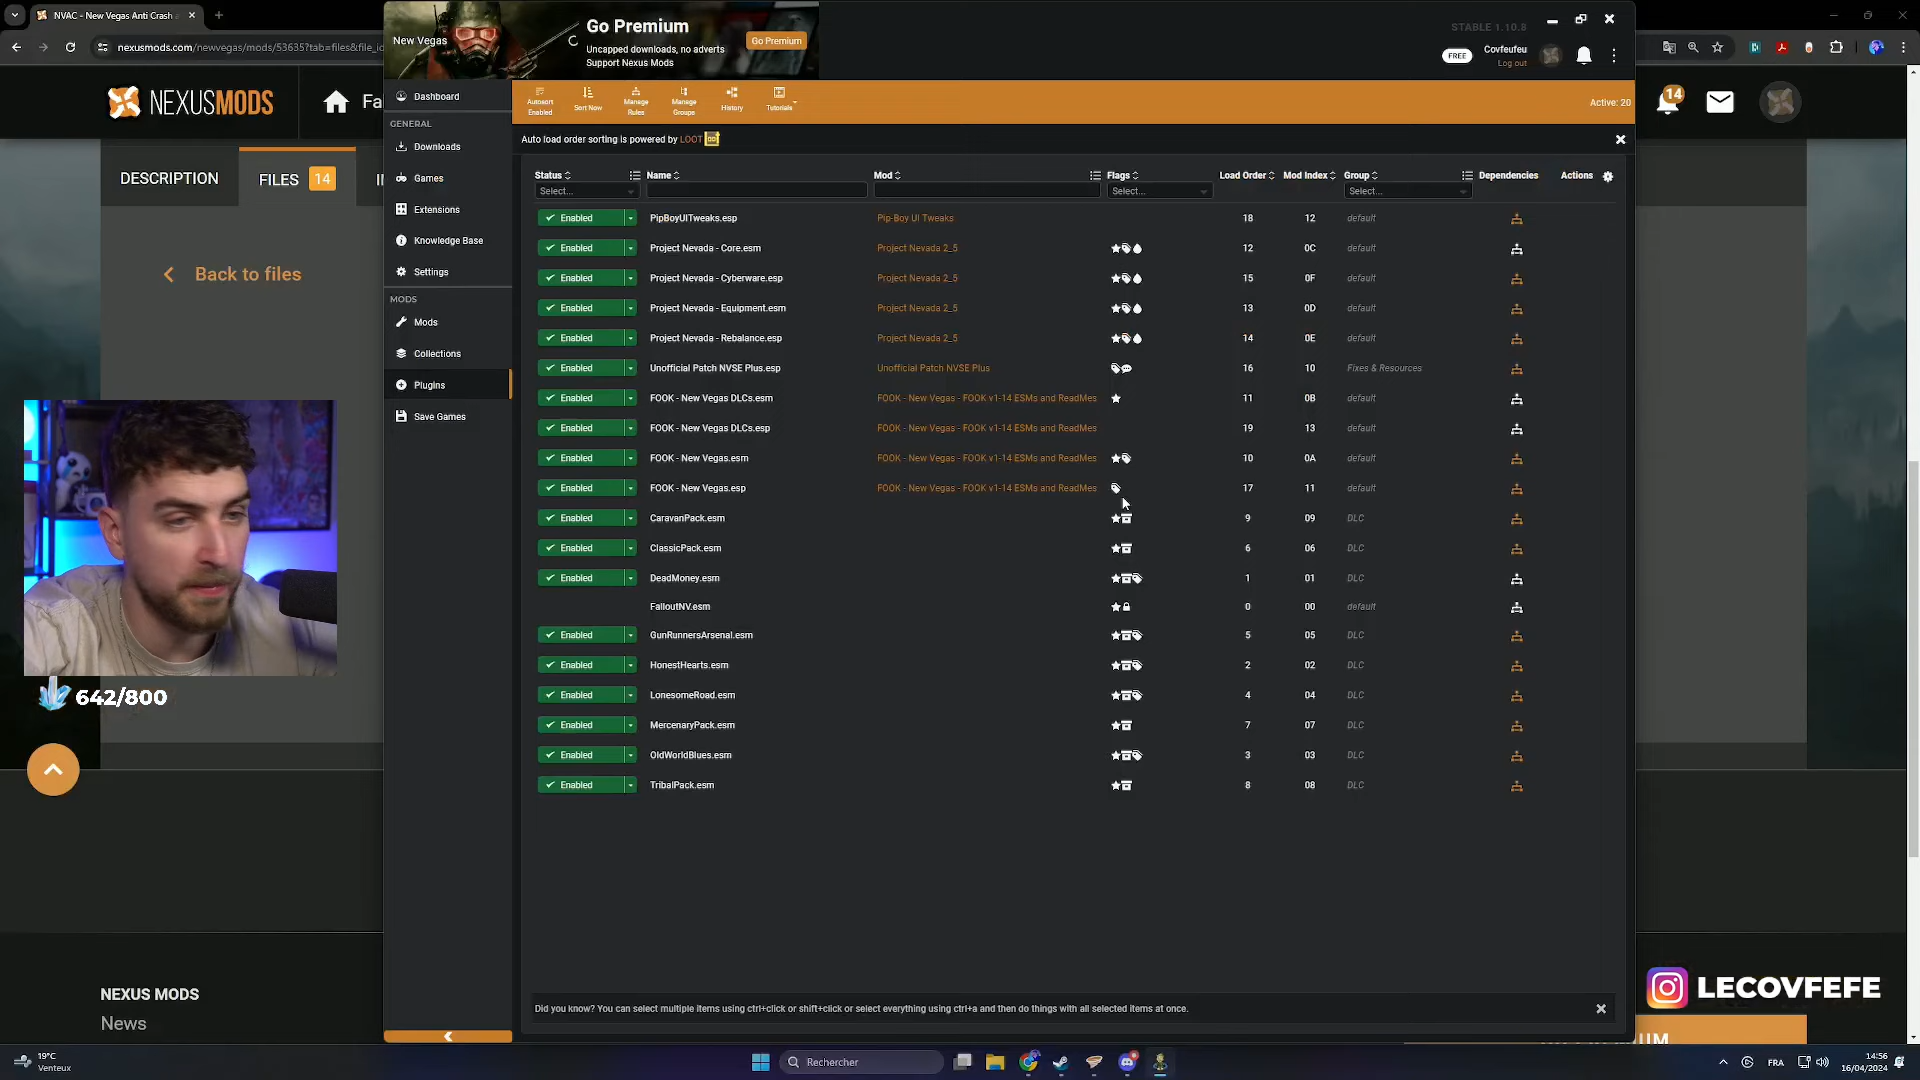 NVAC - New Vegas Anti Crash
nexusmods.com/newvegas/mods/53635?tab=files&file_i
NEXUSMODS
Fa
14
DESCRIPTION
FILES 14
Back to files
642/800
NEXUS MODS
News
New Vegas
Go Premium
Uncapped downloads, no adverts
Support Nexus Mods
Go Premium
STABLE 1.10.8
FREE
Covfeufeu
Log out
Dashboard
GENERAL
Downloads
Games
Extensions
Knowledge Base
Settings
MODS
Mods
Collections
Plugins
Save Games
Autosort Enabled
Sort Now
Manage Rules
Manage Groups
History
Tutorials
Active: 20
Auto load order sorting is powered by LOOT
Status Name Mod Flags Load Order Mod Index Group Dependencies Actions
Select... Select... Select...
Enabled PipBoyUITweaks.esp Pip-Boy UI Tweaks 18 12 default
Enabled Project Nevada - Core.esm Project Nevada 2_5 12 0C default
Enabled Project Nevada - Cyberware.esp Project Nevada 2_5 15 0F default
Enabled Project Nevada - Equipment.esm Project Nevada 2_5 13 0D default
Enabled Project Nevada - Rebalance.esp Project Nevada 2_5 14 0E default
Enabled Unofficial Patch NVSE Plus.esp Unofficial Patch NVSE Plus 16 10 Fixes & Resources
Enabled FOOK - New Vegas DLCs.esm FOOK - New Vegas - FOOK v1-14 ESMs and ReadMes 11 0B default
Enabled FOOK - New Vegas DLCs.esp FOOK - New Vegas - FOOK v1-14 ESMs and ReadMes 19 13 default
Enabled FOOK - New Vegas.esm FOOK - New Vegas - FOOK v1-14 ESMs and ReadMes 10 0A default
Enabled FOOK - New Vegas.esp FOOK - New Vegas - FOOK v1-14 ESMs and ReadMes 17 11 default
Enabled CaravanPack.esm 9 09 DLC
Enabled ClassicPack.esm 6 06 DLC
Enabled DeadMoney.esm 1 01 DLC
FalloutNV.esm 0 00 default
Enabled GunRunnersArsenal.esm 5 05 DLC
Enabled HonestHearts.esm 2 02 DLC
Enabled LonesomeRoad.esm 4 04 DLC
Enabled MercenaryPack.esm 7 07 DLC
Enabled OldWorldBlues.esm 3 03 DLC
Enabled TribalPack.esm 8 08 DLC
Did you know? You can select multiple items using ctrl+click or shift+click or select everything using ctrl+a and then do things with all selected items at once.
LECOVFEFE
19°C
Venteux
Rechercher
FRA
14:56
16/04/2024